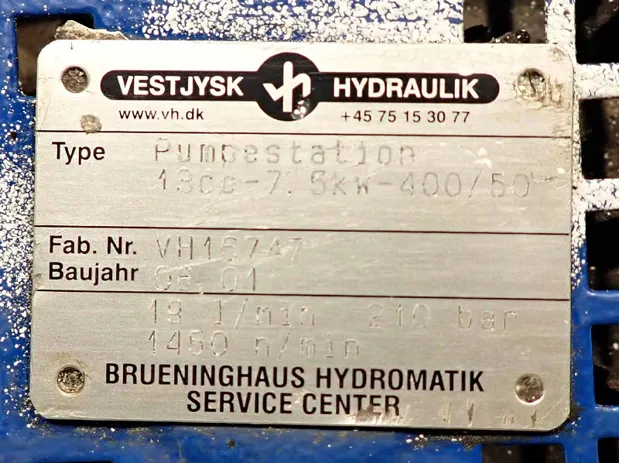 VESTJYSK HYDRAULIK
www.vh.dk +45 75 15 30 77
Type Pumpestation
13cc-7.5kw-400/50
Fab. Nr. VH16747
Baujahr 08.01
19 l/min 210 bar
1450 n/min
BRUENINGHAUS HYDROMATIK
SERVICE CENTER